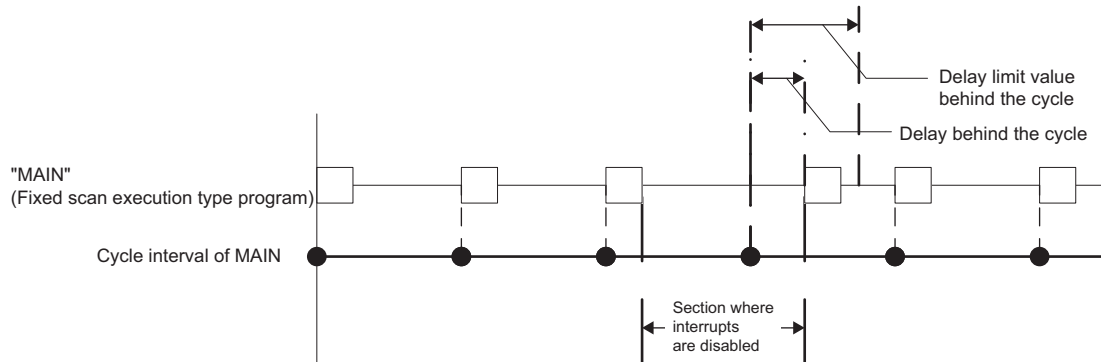 Delay limit value
behind the cycle
Delay behind the cycle
"MAIN"
(Fixed scan execution type program)
Cycle interval of MAIN
Section where
interrupts
are disabled